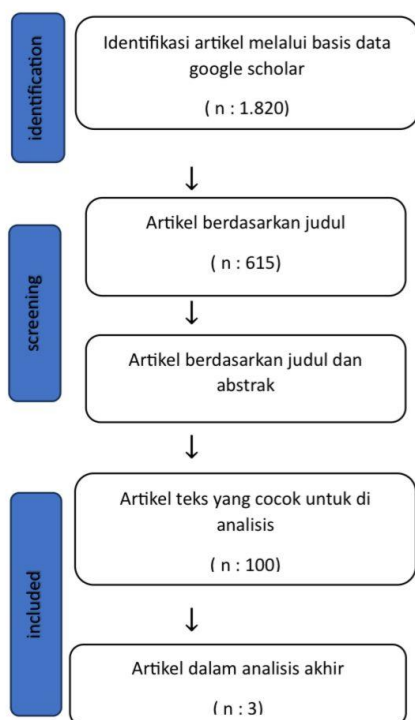 identification
Identifikasi artikel melalui basis data
google scholar
( n : 1.820)
screening
Artikel berdasarkan judul
( n : 615)
Artikel berdasarkan judul dan
abstrak
included
Artikel teks yang cocok untuk di
analisis
( n : 100)
Artikel dalam analisis akhir
( n : 3)